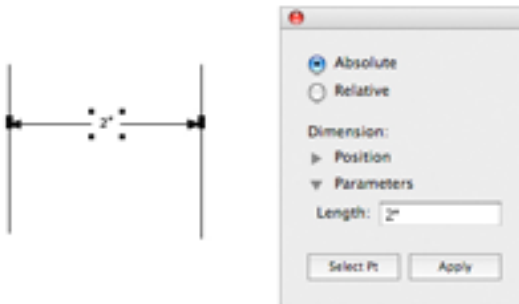 2"
Absolute
Relative
Dimension:
Position
Parameters
Length: 2"
Select Pt Apply